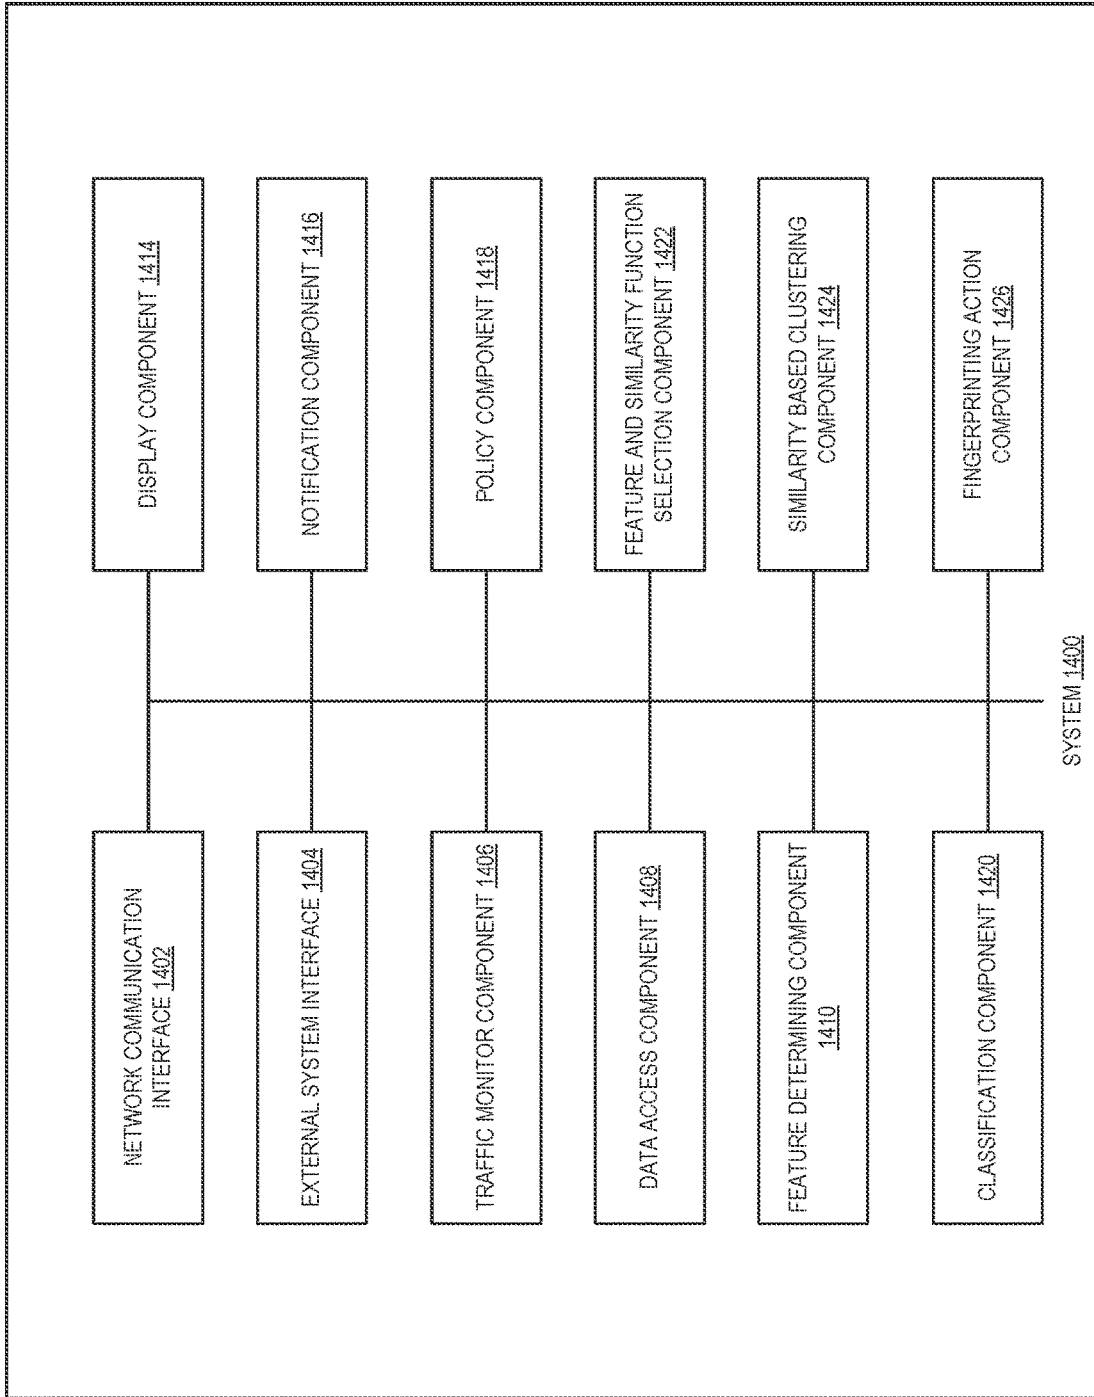 NETWORK COMMUNICATION
INTERFACE 1402
DISPLAY COMPONENT 1414
EXTERNAL SYSTEM INTERFACE 1404
NOTIFICATION COMPONENT 1416
TRAFFIC MONITOR COMPONENT 1406
POLICY COMPONENT 1418
DATA ACCESS COMPONENT 1408
FEATURE AND SIMILARITY FUNCTION
SELECTION COMPONENT 1422
FEATURE DETERMINING COMPONENT
1410
SIMILARITY BASED CLUSTERING
COMPONENT 1424
CLASSIFICATION COMPONENT 1420
FINGERPRINTING ACTION
COMPONENT 1426
SYSTEM 1400